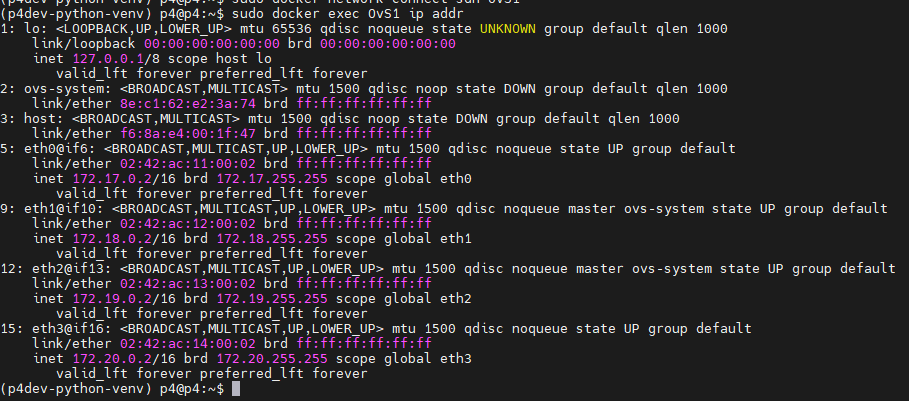 (p4dev-python-venv) p4@p4:~$ sudo docker network connect sdn OvS1
(p4dev-python-venv) p4@p4:~$ sudo docker exec OvS1 ip addr
1: lo: <LOOPBACK,UP,LOWER_UP> mtu 65536 qdisc noqueue state UNKNOWN group default qlen 1000
    link/loopback 00:00:00:00:00:00 brd 00:00:00:00:00:00
    inet 127.0.0.1/8 scope host lo
       valid_lft forever preferred_lft forever
2: ovs-system: <BROADCAST,MULTICAST> mtu 1500 qdisc noop state DOWN group default qlen 1000
    link/ether 8e:c1:62:e2:3a:74 brd ff:ff:ff:ff:ff:ff
3: host: <BROADCAST,MULTICAST> mtu 1500 qdisc noop state DOWN group default qlen 1000
    link/ether f6:8a:e4:00:1f:47 brd ff:ff:ff:ff:ff:ff
5: eth0@if6: <BROADCAST,MULTICAST,UP,LOWER_UP> mtu 1500 qdisc noqueue state UP group default
    link/ether 02:42:ac:11:00:02 brd ff:ff:ff:ff:ff:ff
    inet 172.17.0.2/16 brd 172.17.255.255 scope global eth0
       valid_lft forever preferred_lft forever
9: eth1@if10: <BROADCAST,MULTICAST,UP,LOWER_UP> mtu 1500 qdisc noqueue master ovs-system state UP group default
    link/ether 02:42:ac:12:00:02 brd ff:ff:ff:ff:ff:ff
    inet 172.18.0.2/16 brd 172.18.255.255 scope global eth1
       valid_lft forever preferred_lft forever
12: eth2@if13: <BROADCAST,MULTICAST,UP,LOWER_UP> mtu 1500 qdisc noqueue master ovs-system state UP group default
    link/ether 02:42:ac:13:00:02 brd ff:ff:ff:ff:ff:ff
    inet 172.19.0.2/16 brd 172.19.255.255 scope global eth2
       valid_lft forever preferred_lft forever
15: eth3@if16: <BROADCAST,MULTICAST,UP,LOWER_UP> mtu 1500 qdisc noqueue state UP group default
    link/ether 02:42:ac:14:00:02 brd ff:ff:ff:ff:ff:ff
    inet 172.20.0.2/16 brd 172.20.255.255 scope global eth3
       valid_lft forever preferred_lft forever
(p4dev-python-venv) p4@p4:~$